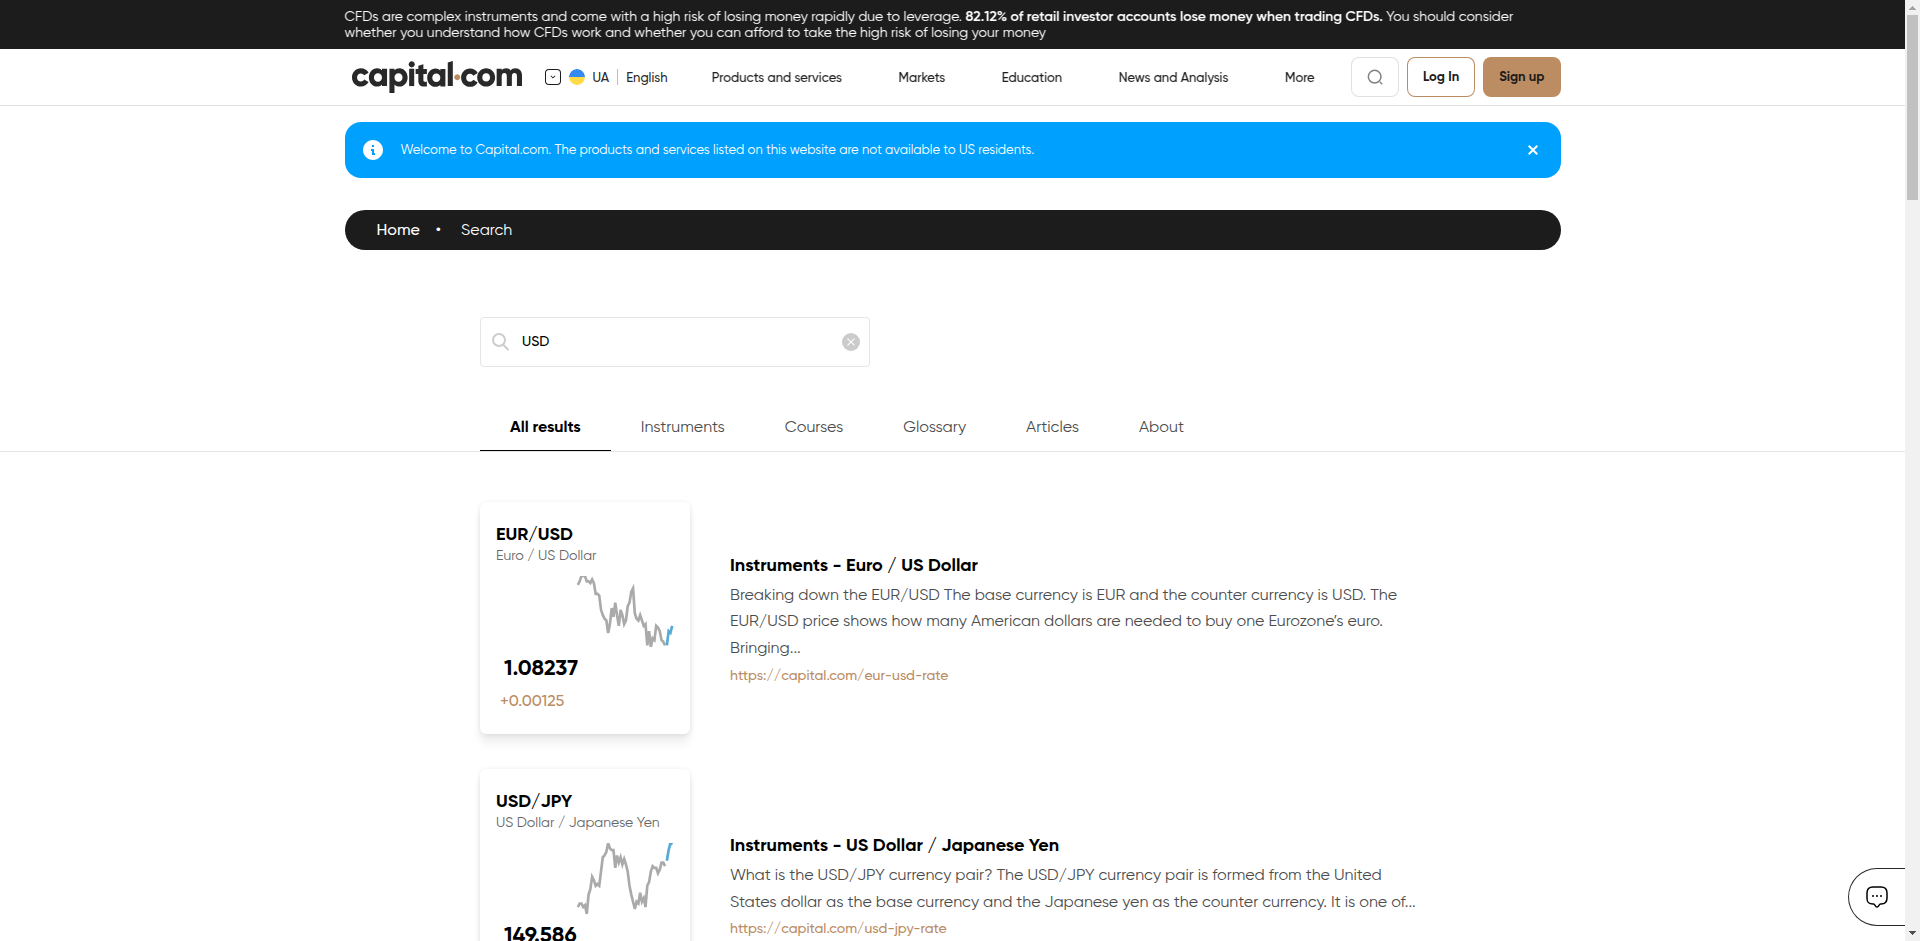 CFDs are complex instruments and come with a high risk of losing money rapidly due to leverage. 82.12% of retail investor accounts lose money when trading CFDs. You should consider
whether you understand how CFDs work and whether you can afford to take the high risk of losing your money
capital.com UA English Products and services Markets Education News and Analysis More Log In Sign up
Welcome to Capital.com. The products and services listed on this website are not available to US residents.
Home • Search
USD
All results Instruments Courses Glossary Articles About
EUR/USD
Euro / US Dollar
1.08237
+0.00125
Instruments - Euro / US Dollar
Breaking down the EUR/USD The base currency is EUR and the counter currency is USD. The
EUR/USD price shows how many American dollars are needed to buy one Eurozone’s euro.
Bringing...
https://capital.com/eur-usd-rate
USD/JPY
US Dollar / Japanese Yen
149.586
Instruments - US Dollar / Japanese Yen
What is the USD/JPY currency pair? The USD/JPY currency pair is formed from the United
States dollar as the base currency and the Japanese yen as the counter currency. It is one of...
https://capital.com/usd-jpy-rate